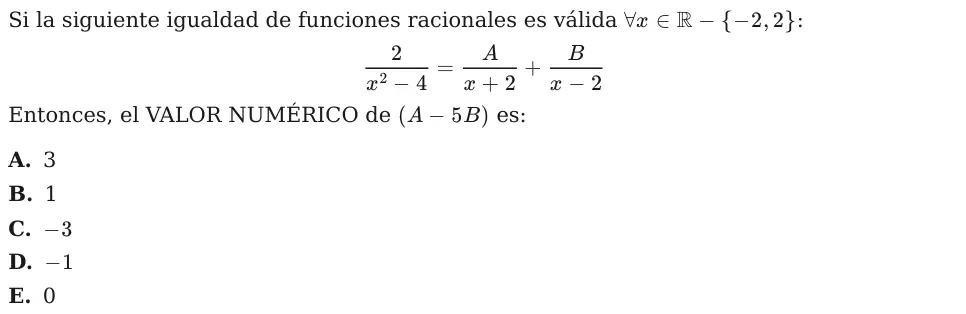 Si la siguiente igualdad de funciones racionales es válida ∀x ∈ ℝ − {−2, 2}:
2/(x² − 4) = A/(x + 2) + B/(x − 2)
Entonces, el VALOR NUMÉRICO de (A − 5B) es:
A. 3
B. 1
C. −3
D. −1
E. 0